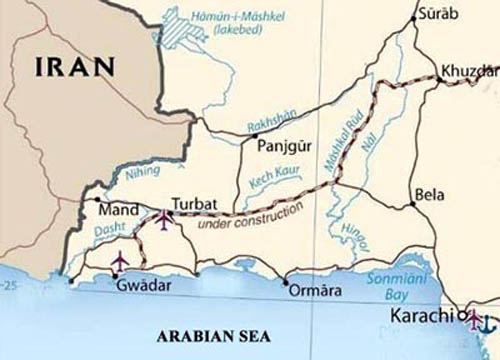 Hāmūn-i-Māshkel
(lakebed)
Sūrāb
IRAN
Khuzdār
Rakhshān
Panjgūr
Māshkal Rūd
Nāl
Nihing
Kech Kaur
Mand
Turbat
under construction
Bela
Dasht
Hingol
Gwādar
Ormāra
Sonmiāni
Bay
-25
Karachi
ARABIAN SEA